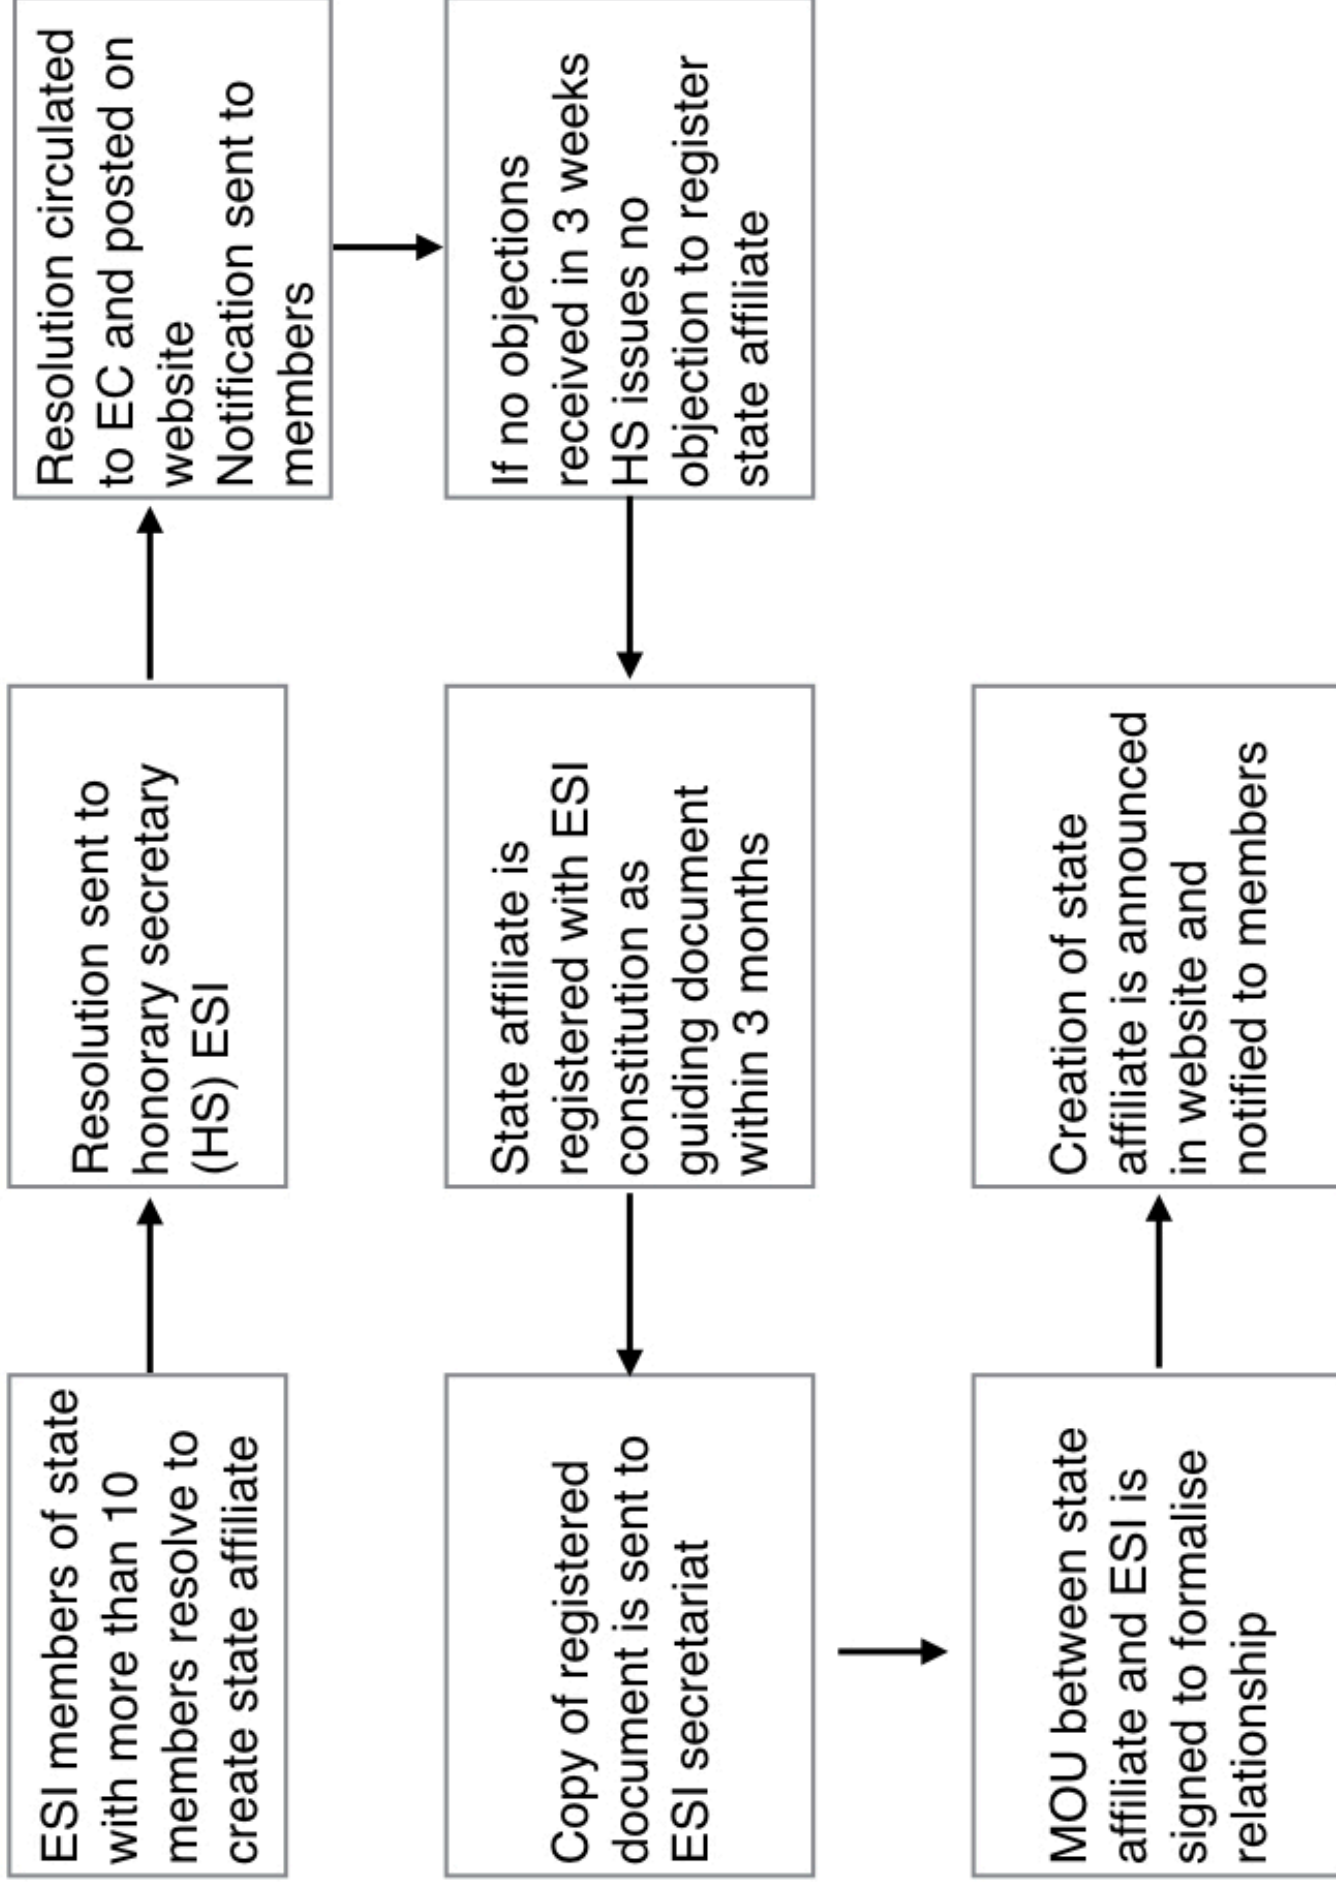 ESI members of state
with more than 10
members resolve to
create state affiliate
Resolution sent to
honorary secretary
(HS) ESI
Resolution circulated
to EC and posted on
website
Notification sent to
members
If no objections
received in 3 weeks
HS issues no
objection to register
state affiliate
State affiliate is
registered with ESI
constitution as
guiding document
within 3 months
Copy of registered
document is sent to
ESI secretariat
MOU between state
affiliate and ESI is
signed to formalise
relationship
Creation of state
affiliate is announced
in website and
notified to members